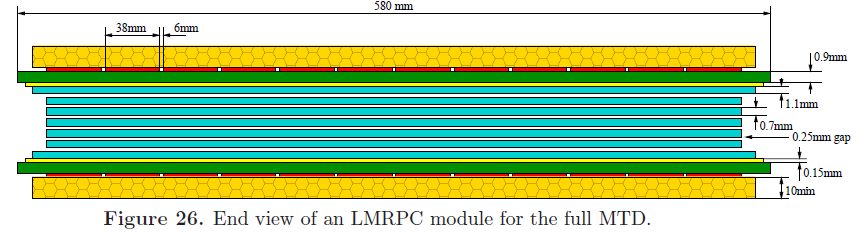 580 mm
38mm 6mm
0.9mm
1.1mm
0.7mm
0.25mm gap
0.15mm
10min
Figure 26. End view of an LMRPC module for the full MTD.